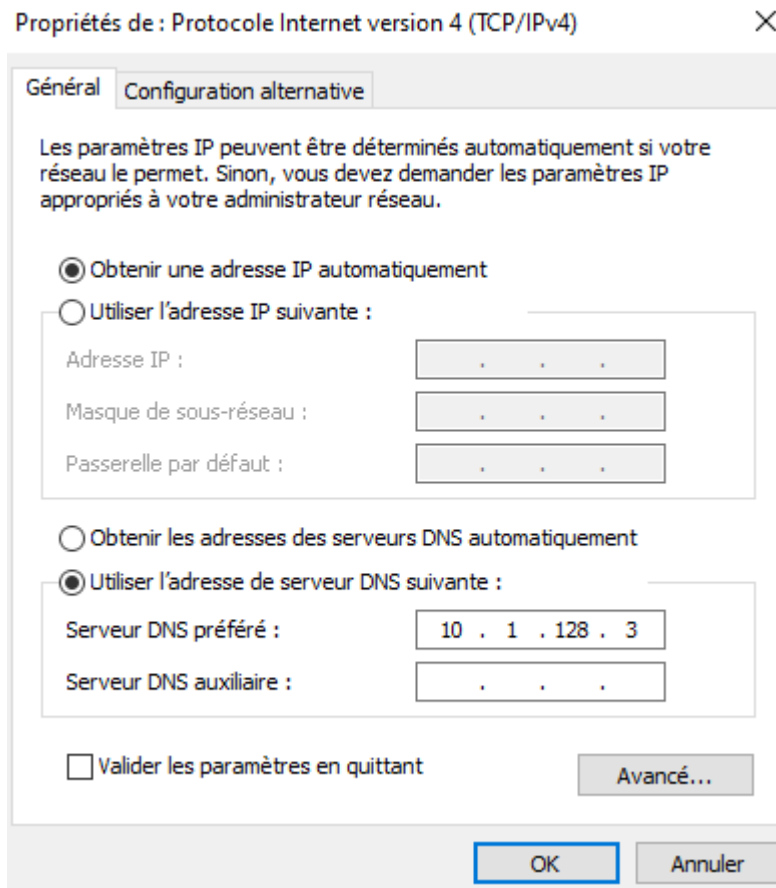 Propriétés de : Protocole Internet version 4 (TCP/IPv4)
Général
Configuration alternative
Les paramètres IP peuvent être déterminés automatiquement si votre
réseau le permet. Sinon, vous devez demander les paramètres IP
appropriés à votre administrateur réseau.
Obtenir une adresse IP automatiquement
Utiliser l'adresse IP suivante :
Adresse IP :
Masque de sous-réseau :
Passerelle par défaut :
Obtenir les adresses des serveurs DNS automatiquement
Utiliser l'adresse de serveur DNS suivante :
Serveur DNS préféré : 10 . 1 . 128 . 3
Serveur DNS auxiliaire :
Valider les paramètres en quittant
Avancé...
OK
Annuler